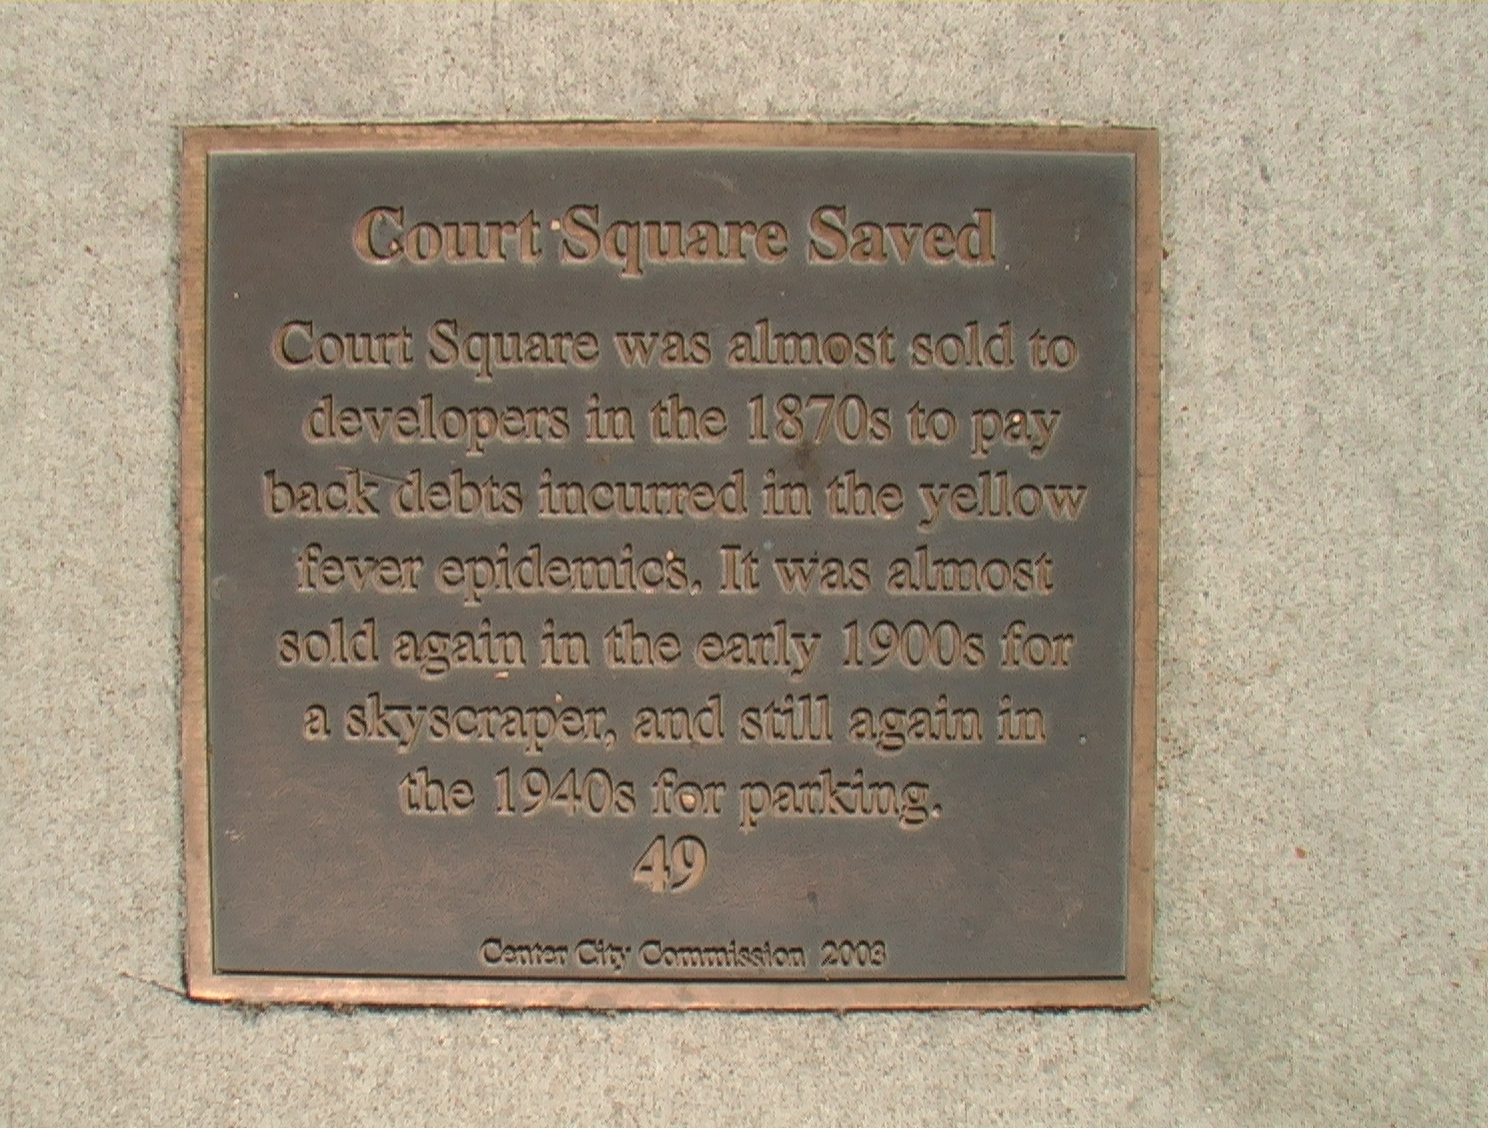 Court Square Saved
Court Square was almost sold to
developers in the 1870s to pay
back debts incurred in the yellow
fever epidemics. It was almost
sold again in the early 1900s for
a skyscraper, and still again in
the 1940s for parking.
49
Center City Commission 2003